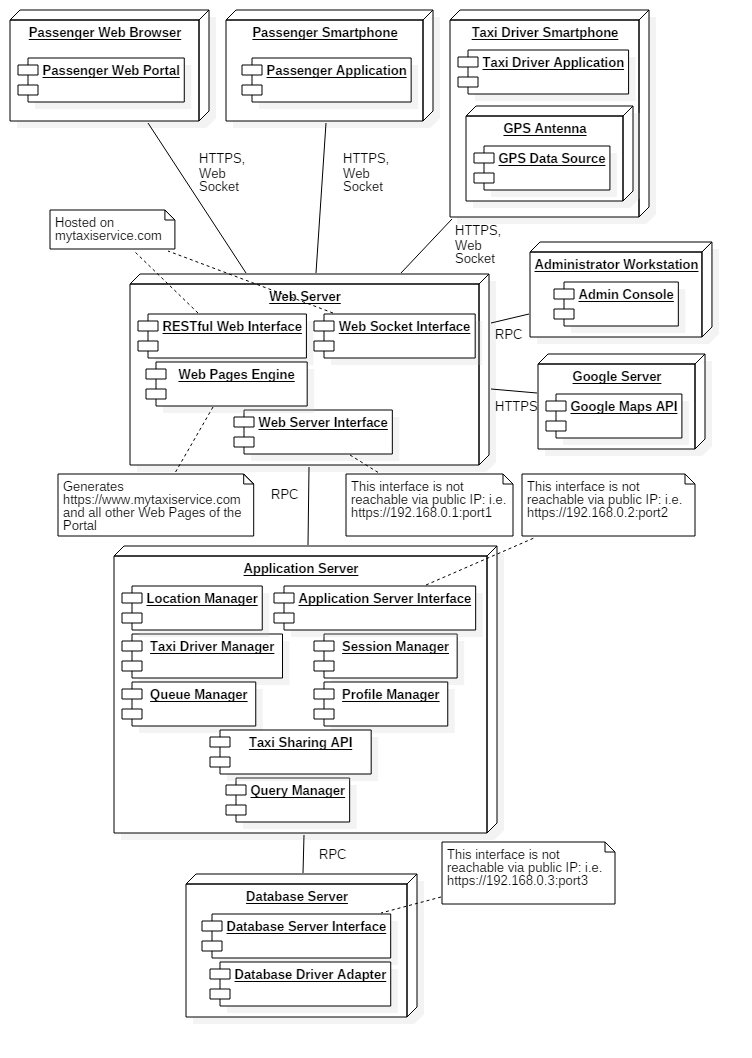 Passenger Web Browser
Passenger Web Portal
Passenger Smartphone
Passenger Application
Taxi Driver Smartphone
Taxi Driver Application
GPS Antenna
GPS Data Source
HTTPS,
Web
Socket
HTTPS,
Web
Socket
HTTPS,
Web
Socket
Hosted on
mytaxiservice.com
Administrator Workstation
Admin Console
RPC
Web Server
RESTful Web Interface
Web Socket Interface
Web Pages Engine
Web Server Interface
Google Server
Google Maps API
HTTPS
Generates
https://www.mytaxiservice.com
and all other Web Pages of the
Portal
RPC
This interface is not
reachable via public IP: i.e.
https://192.168.0.1:port1
This interface is not
reachable via public IP: i.e.
https://192.168.0.2:port2
Application Server
Location Manager
Application Server Interface
Taxi Driver Manager
Session Manager
Queue Manager
Profile Manager
Taxi Sharing API
Query Manager
RPC
This interface is not
reachable via public IP: i.e.
https://192.168.0.3:port3
Database Server
Database Server Interface
Database Driver Adapter